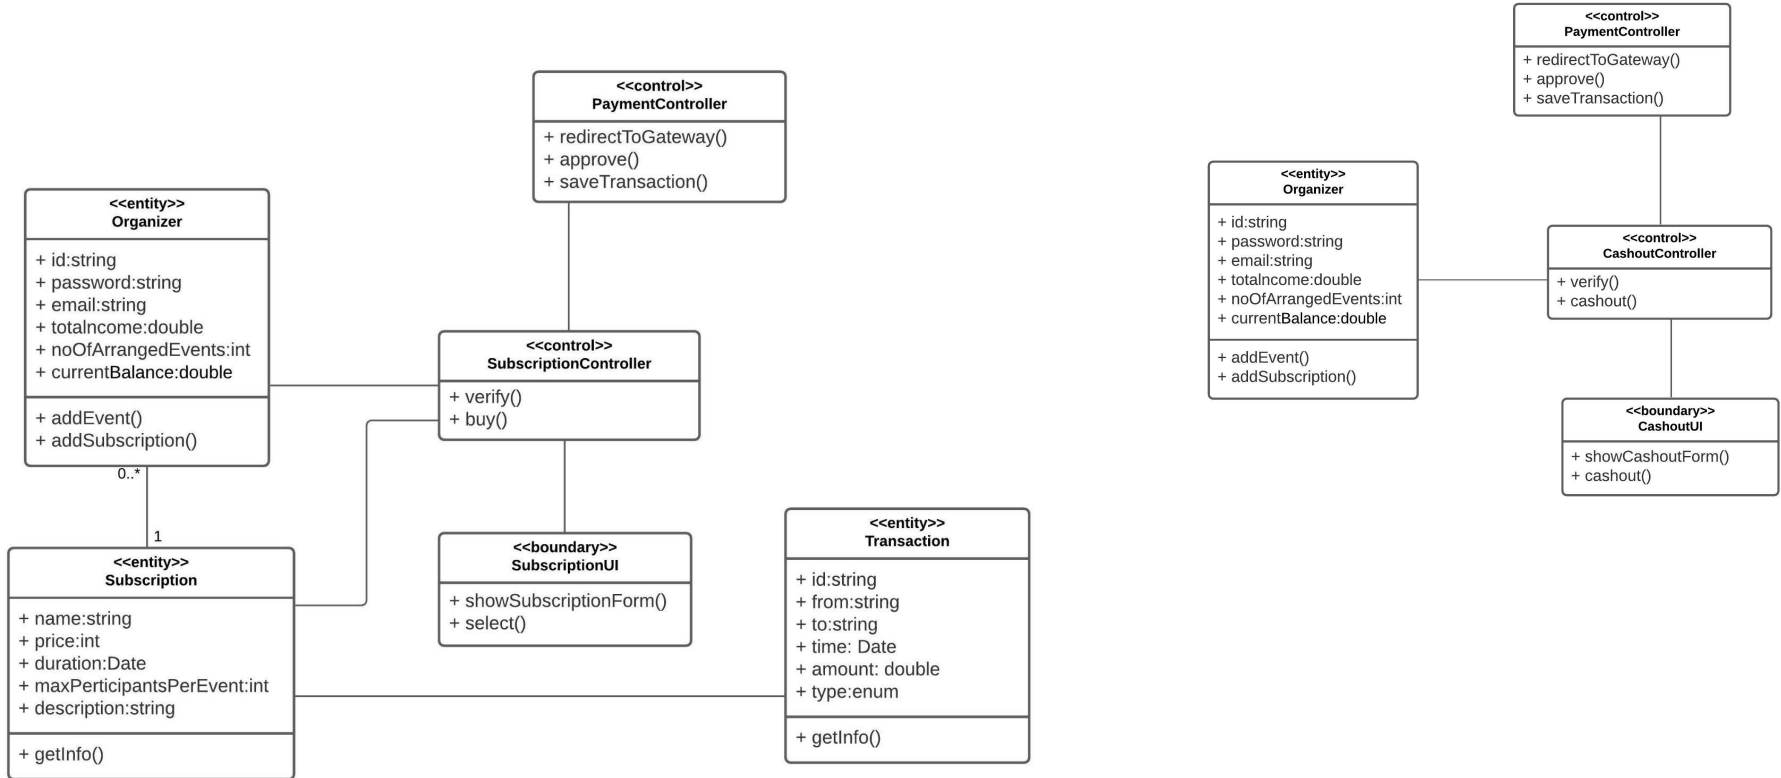 <<control>>
PaymentController
+ redirectToGateway()
+ approve()
+ saveTransaction()
<<entity>>
Organizer
+ id:string
+ password:string
+ email:string
+ totalncome:double
+ noOfArrangedEvents:int
+ currentBalance:double
+ addEvent()
+ addSubscription()
0..*
1
<<control>>
SubscriptionController
+ verify()
+ buy()
<<entity>>
Subscription
+ name:string
+ price:int
+ duration:Date
+ maxPerticipantsPerEvent:int
+ description:string
+ getInfo()
<<boundary>>
SubscriptionUI
+ showSubscriptionForm()
+ select()
<<entity>>
Transaction
+ id:string
+ from:string
+ to:string
+ time: Date
+ amount: double
+ type:enum
+ getInfo()
<<control>>
PaymentController
+ redirectToGateway()
+ approve()
+ saveTransaction()
<<entity>>
Organizer
+ id:string
+ password:string
+ email:string
+ totalncome:double
+ noOfArrangedEvents:int
+ currentBalance:double
+ addEvent()
+ addSubscription()
<<control>>
CashoutController
+ verify()
+ cashout()
<<boundary>>
CashoutUI
+ showCashoutForm()
+ cashout()